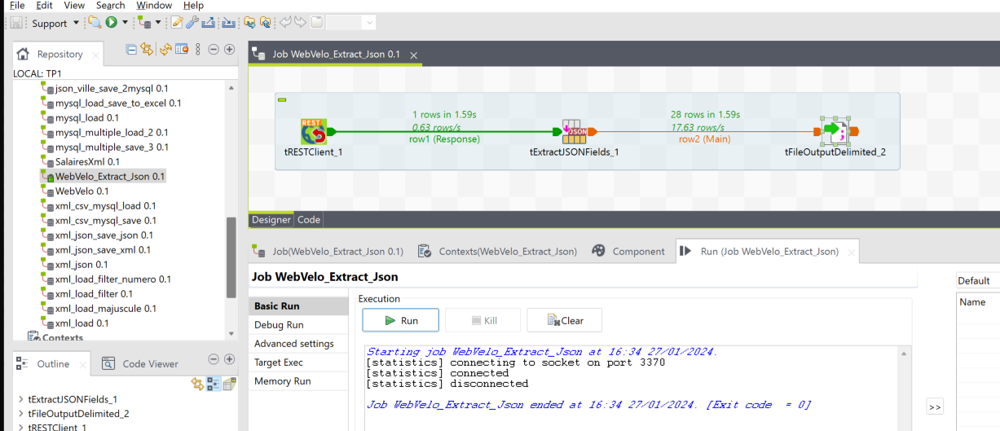 File Edit View Search Window Help
Support
Repository
LOCAL: TP1
json_ville_save_2mysql 0.1
mysql_load_save_to_excel 0.1
mysql_load 0.1
mysql_multiple_load_2 0.1
mysql_multiple_save_3 0.1
SalairesXml 0.1
WebVelo_Extract_Json 0.1
WebVelo 0.1
xml_csv_mysql_load 0.1
xml_csv_mysql_save 0.1
xml_json_save_json 0.1
xml_json_save_xml 0.1
xml_json 0.1
xml_load_filter_numero 0.1
xml_load_filter 0.1
xml_load_majuscule 0.1
xml_load 0.1
Contexts
Outline
Code Viewer
tExtractJSONFields_1
tFileOutputDelimited_2
tRESTClient_1
Job WebVelo_Extract_Json 0.1
REST
tRESTClient_1
1 rows in 1.59s
0.63 rows/s
row1 (Response)
JSON
tExtractJSONFields_1
28 rows in 1.59s
17.63 rows/s
row2 (Main)
tFileOutputDelimited_2
Designer Code
Job(WebVelo_Extract_Json 0.1)
Contexts(WebVelo_Extract_Json)
Component
Run (Job WebVelo_Extract_Json)
Job WebVelo_Extract_Json
Basic Run
Debug Run
Advanced settings
Target Exec
Memory Run
Execution
Run
Kill
Clear
Starting job WebVelo_Extract_Json at 16:34 27/01/2024.
[statistics] connecting to socket on port 3370
[statistics] connected
[statistics] disconnected
Job WebVelo_Extract_Json ended at 16:34 27/01/2024. [Exit code  = 0]
>>
Default
Name